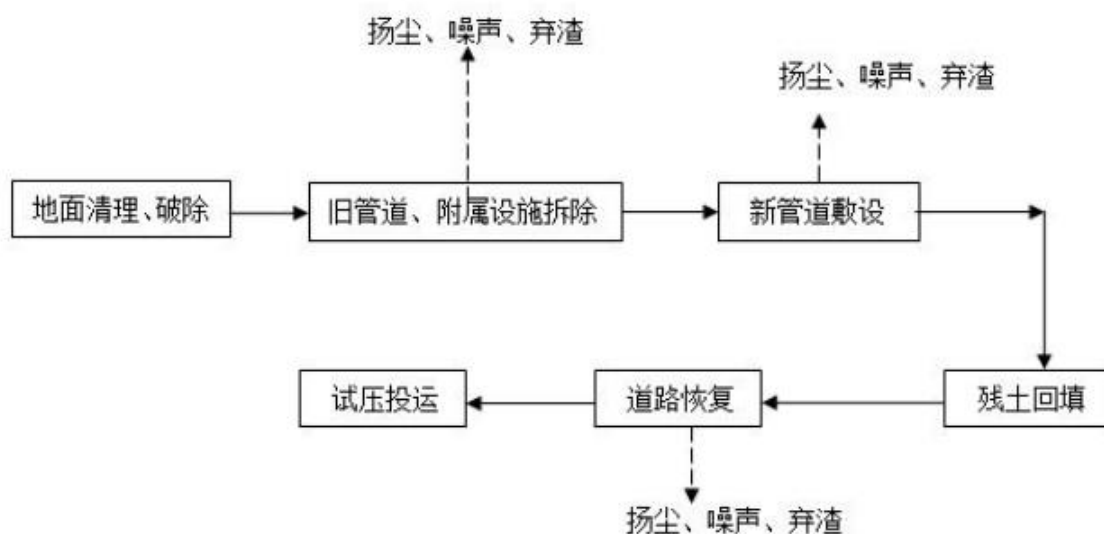 扬尘、噪声、弃渣
扬尘、噪声、弃渣
地面清理、破除
旧管道、附属设施拆除
新管道敷设
试压投运
道路恢复
残土回填
扬尘、噪声、弃渣